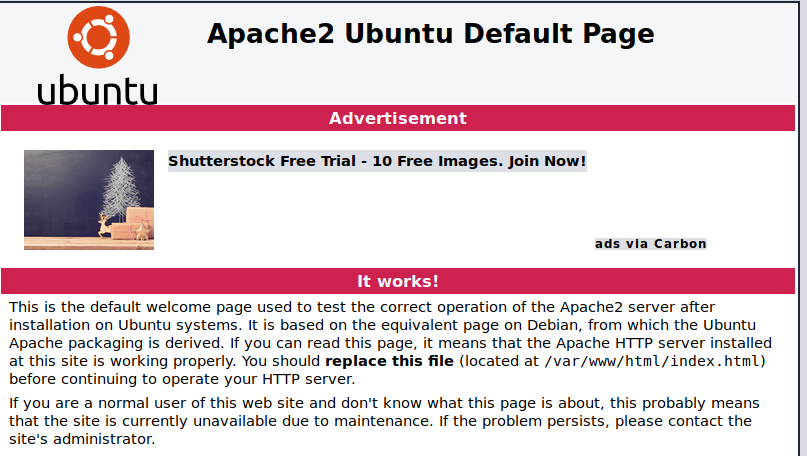 Apache2 Ubuntu Default Page
ubuntu
Advertisement
Shutterstock Free Trial - 10 Free Images. Join Now!
ads via Carbon
It works!
This is the default welcome page used to test the correct operation of the Apache2 server after
installation on Ubuntu systems. It is based on the equivalent page on Debian, from which the Ubuntu
Apache packaging is derived. If you can read this page, it means that the Apache HTTP server installed
at this site is working properly. You should replace this file (located at /var/www/html/index.html)
before continuing to operate your HTTP server.
If you are a normal user of this web site and don't know what this page is about, this probably means
that the site is currently unavailable due to maintenance. If the problem persists, please contact the
site's administrator.